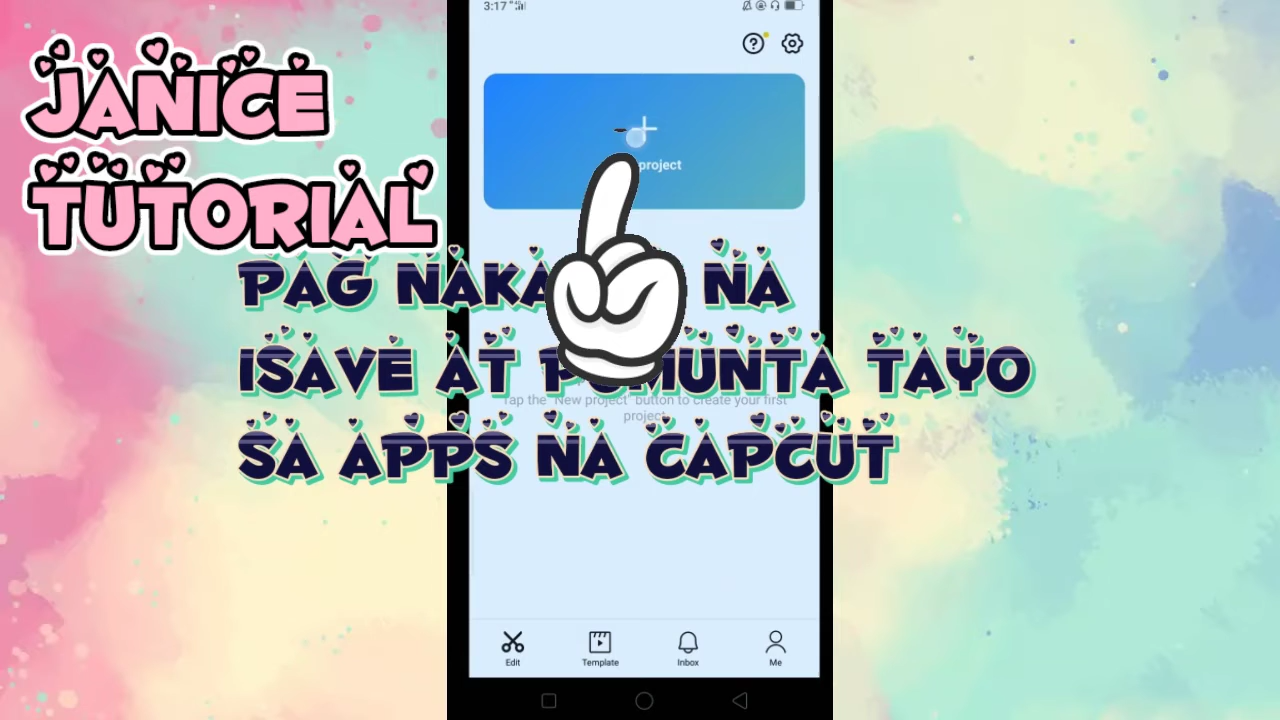 3:17
JANICE
TUTORIAL
project
PAG NA
ISAVE AT TAYO
SA APPS NA CAPCUT
Tap the "New project" button to create your first
project.
Edit
Template
Inbox
Me